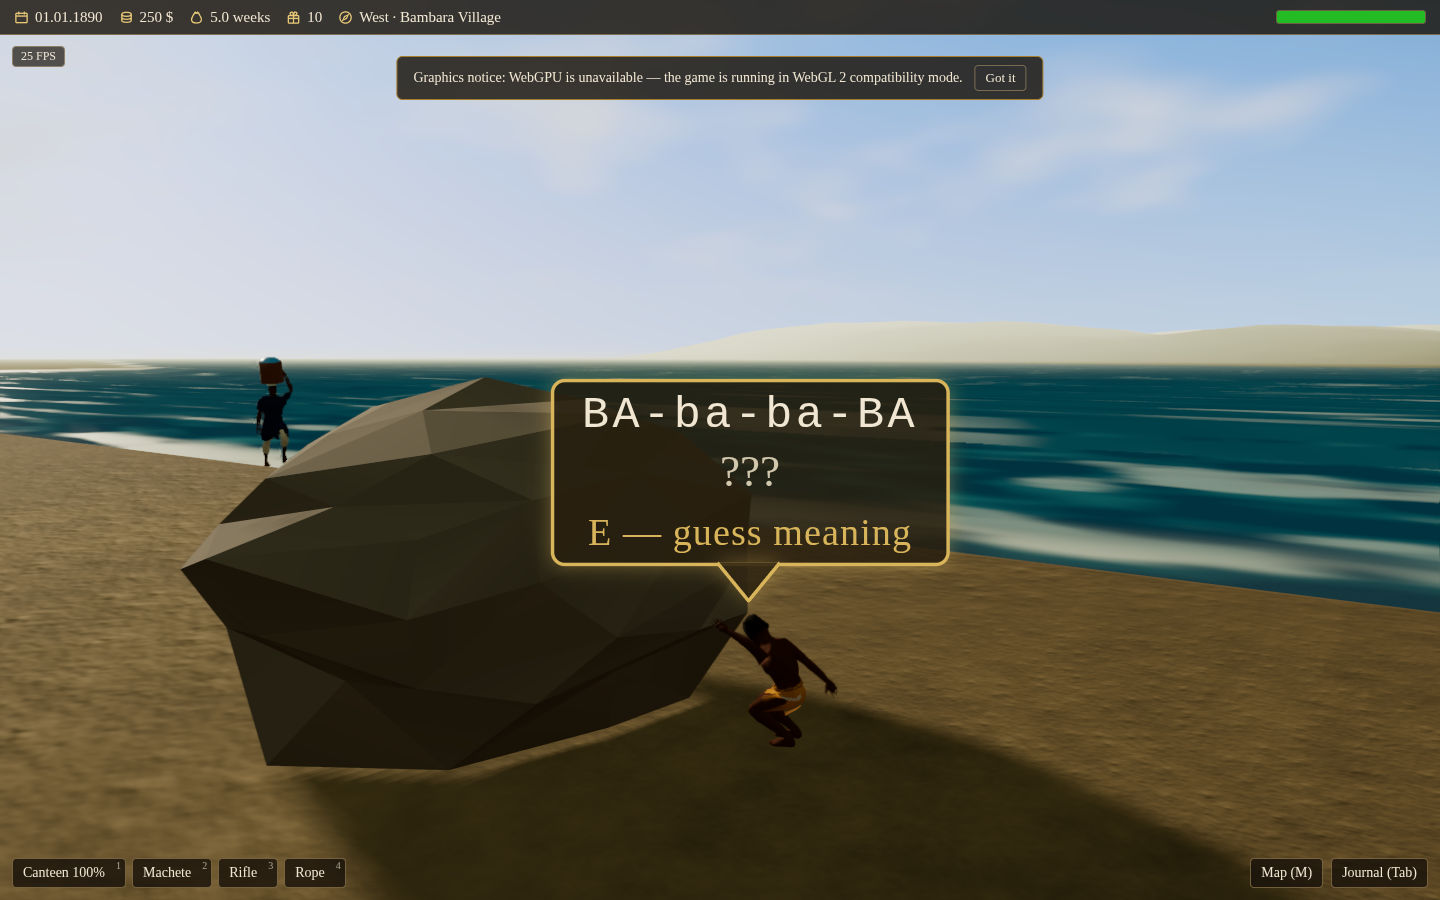 01.01.1890 250 $ 5.0 weeks 10 West · Bambara Village
25 FPS
Graphics notice: WebGPU is unavailable — the game is running in WebGL 2 compatibility mode. Got it
BA-ba-ba-BA
???
E — guess meaning
Canteen 100% 1 Machete 2 Rifle 3 Rope 4 Map (M) Journal (Tab)